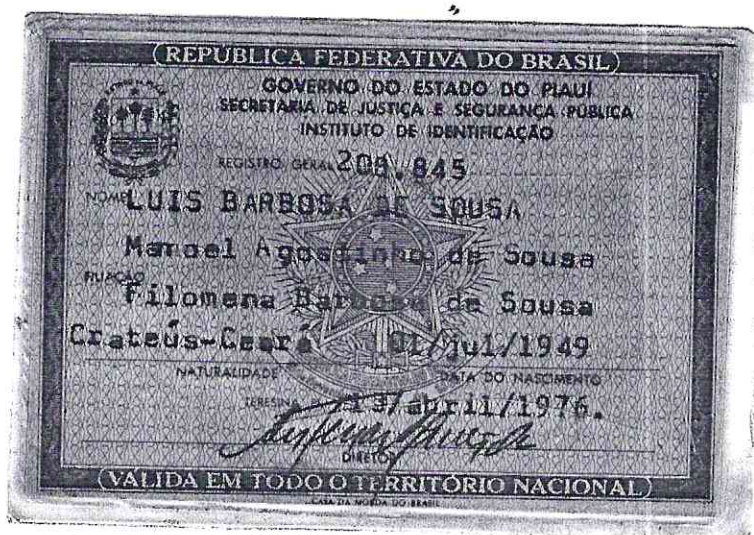 (REPÚBLICA FEDERATIVA DO BRASIL)
GOVERNO DO ESTADO DO PIAUÍ
SECRETARIA DE JUSTIÇA E SEGURANÇA PÚBLICA
INSTITUTO DE IDENTIFICAÇÃO
REGISTRO GERAL 208.845
NOME LUIS BARBOSA DE SOUSA
Manoel Agostinho de Sousa
FILIAÇÃO
Filomena Barbosa de Sousa
Crateús-Ceará 01/jul/1949
NATURALIDADE DATA DO NASCIMENTO
TERESINA, 13/abril/1976.
DIRETOR
(VÁLIDA EM TODO O TERRITÓRIO NACIONAL)
CASA DA MOEDA DO BRASIL